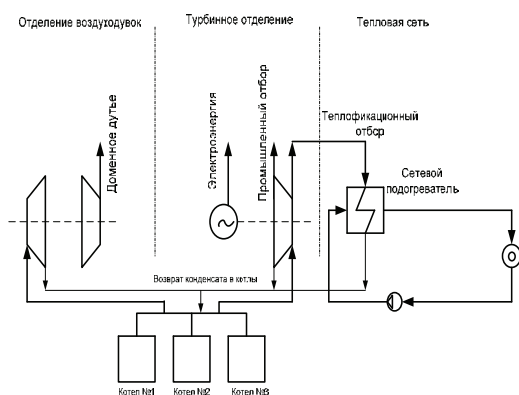 Отделение воздуходувок
Турбинное отделение
Тепловая сеть
Доменное дутье
Электроэнергия
Промышленный отбор
Теплофикационный
отбор
Сетевой
подогреватель
Возврат конденсата в котлы
Котел №1
Котел №2
Котел №3